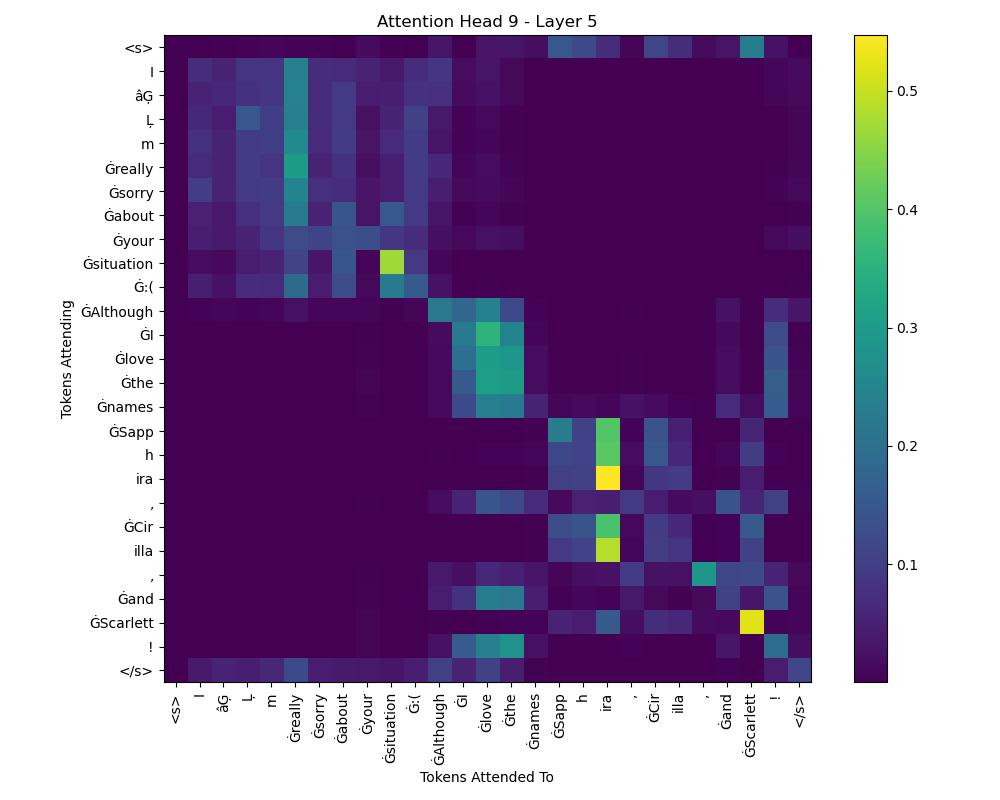 Attention Head 9 - Layer 5
Tokens Attending
<s>
I
âĢ
Ļ
m
Ġreally
Ġsorry
Ġabout
Ġyour
Ġsituation
Ġ:(
ĠAlthough
ĠI
Ġlove
Ġthe
Ġnames
ĠSapp
h
ira
,
ĠCir
illa
,
Ġand
ĠScarlett
!
</s>
<s>
I
âĢ
Ļ
m
Ġreally
Ġsorry
Ġabout
Ġyour
Ġsituation
Ġ:(
ĠAlthough
ĠI
Ġlove
Ġthe
Ġnames
ĠSapp
h
ira
,
ĠCir
illa
,
Ġand
ĠScarlett
!
</s>
Tokens Attended To
0.5
0.4
0.3
0.2
0.1